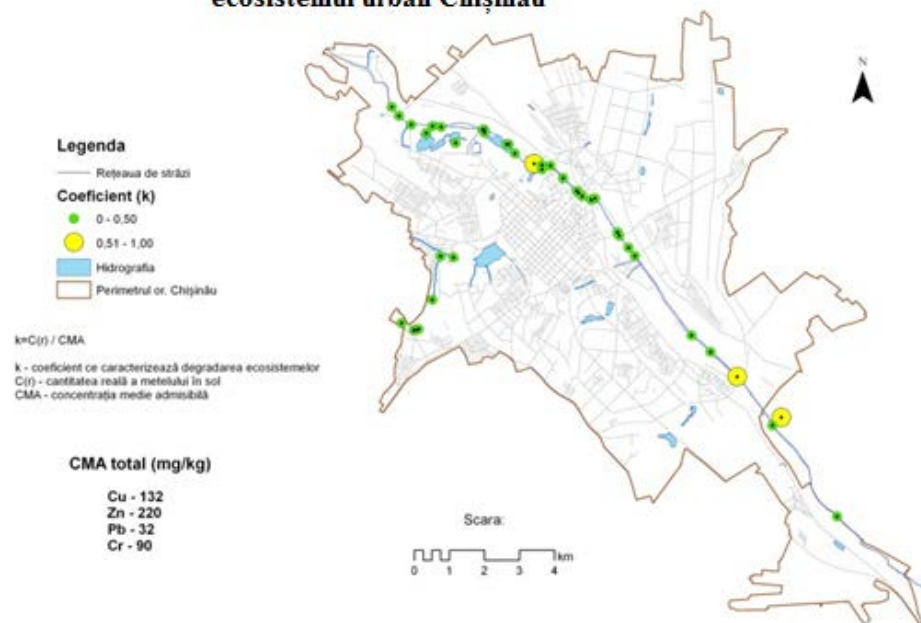 ecosistemul urban Chișinău
N
Legenda
Rețeaua de străzi
Coeficient (k)
0 - 0,50
0,51 - 1,00
Hidrografia
Perimetrul or. Chișinău
k=C(r) / CMA
k - coeficient ce caracterizează degradarea ecosistemelor
C(r) - cantitatea reală a metelului în sol
CMA - concentrația medie admisibilă
CMA total (mg/kg)
Cu - 132
Zn - 220
Pb - 32
Cr - 90
Scara:
km
0 1 2 3 4